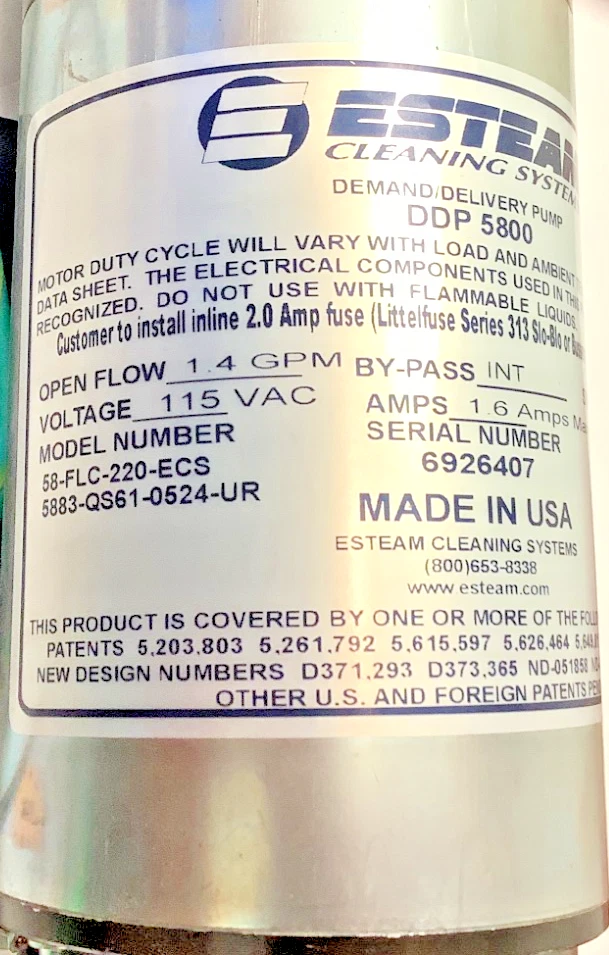 ESTEAM
CLEANING SYSTEMS
DEMAND/DELIVERY PUMP
DDP 5800
MOTOR DUTY CYCLE WILL VARY WITH LOAD AND AMBIENT
DATA SHEET. THE ELECTRICAL COMPONENTS USED IN THIS
RECOGNIZED. DO NOT USE WITH FLAMMABLE LIQUIDS.
Customer to install inline 2.0 Amp fuse (Littelfuse Series 313 Slo-Blo or
OPEN FLOW 1.4 GPM BY-PASS INT
VOLTAGE 115 VAC AMPS 1.6 Amps
MODEL NUMBER SERIAL NUMBER
58-FLC-220-ECS 6926407
5883-QS61-0524-UR
MADE IN USA
ESTEAM CLEANING SYSTEMS
(800)653-8338
www.esteam.com
THIS PRODUCT IS COVERED BY ONE OR MORE OF THE
PATENTS 5,203,803 5,261,792 5,615,597 5,626,464
NEW DESIGN NUMBERS D371,293 D373,365 ND-051858
OTHER U.S. AND FOREIGN PATENTS